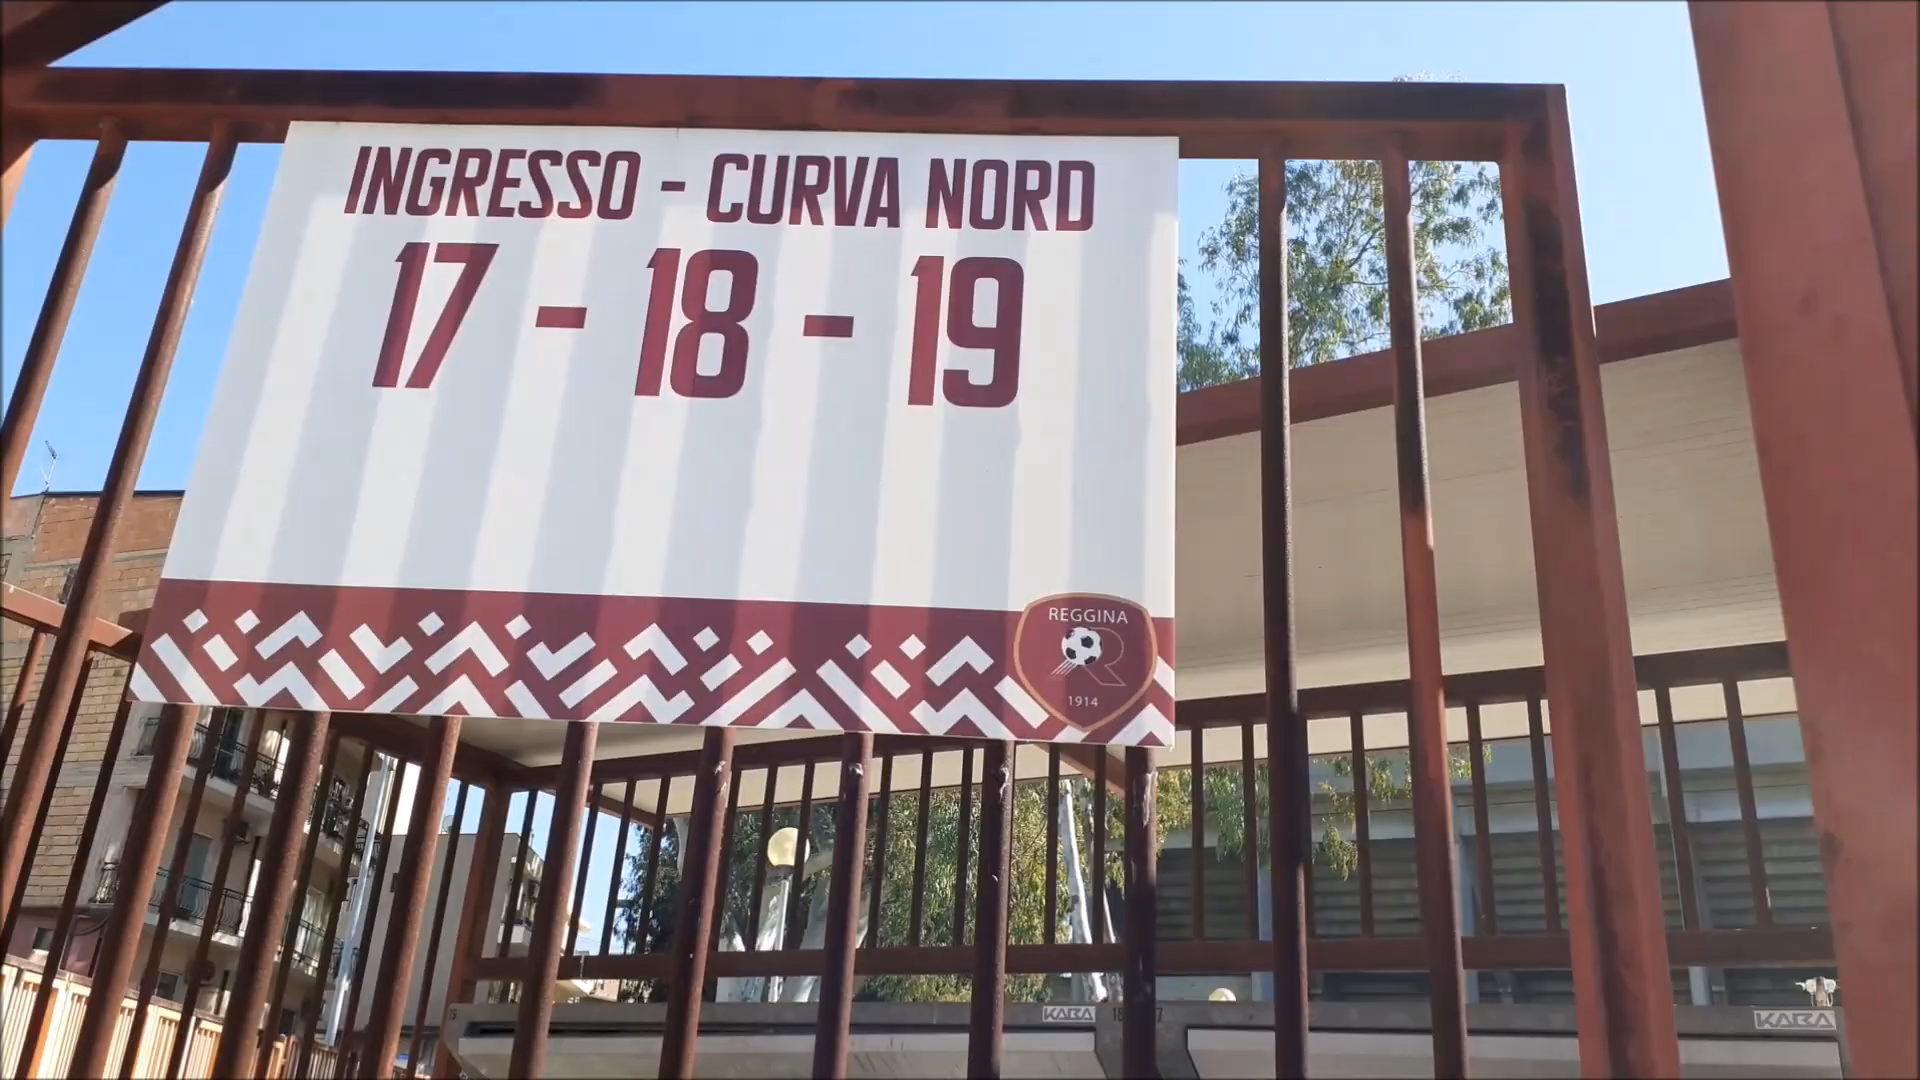 INGRESSO - CURVA NORD
17 - 18 - 19
REGGINA
1914
KABA
KABA